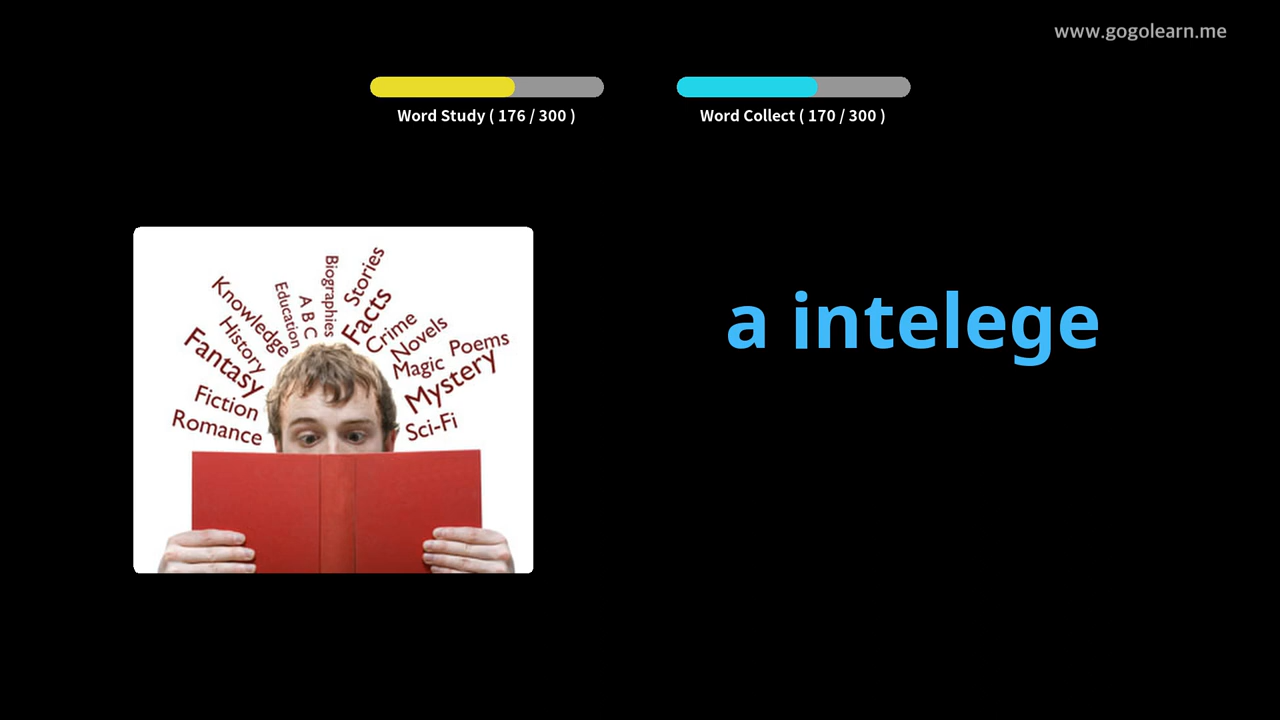 www.gogolearn.me
Word Study ( 176 / 300 )
Word Collect ( 170 / 300 )
Knowledge
Education
A B C
Biographies
Stories
Facts
History
Crime
Novels
Poems
Fantasy
Magic
Mystery
Fiction
Romance
Sci-Fi
a intelege